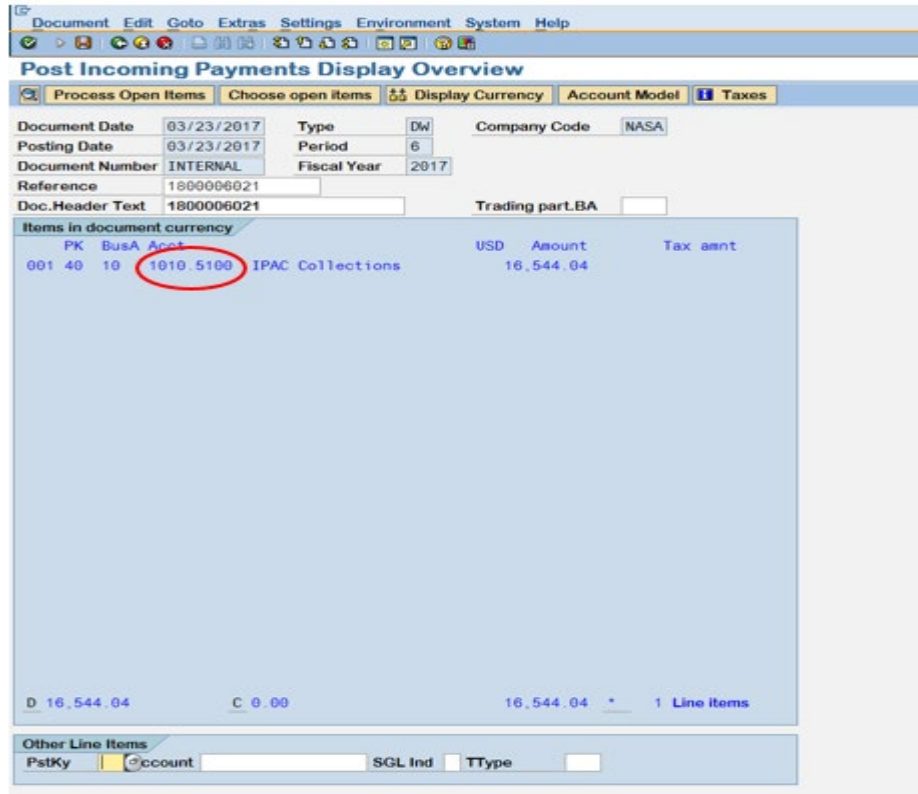 Document Edit Goto Extras Settings Environment System Help
Post Incoming Payments Display Overview
Process Open Items Choose open items Display Currency Account Model Taxes
Document Date 03/23/2017 Type DW Company Code NASA
Posting Date 03/23/2017 Period 6
Document Number INTERNAL Fiscal Year 2017
Reference 1800006021
Doc.Header Text 1800006021 Trading part.BA
Items in document currency
PK BusA Acct USD Amount Tax amnt
001 40 10 1010.5100 IPAC Collections 16,544.04
D 16,544.04 C 0.00 16,544.04 * 1 Line items
Other Line Items
PstKy ccount SGL Ind TType